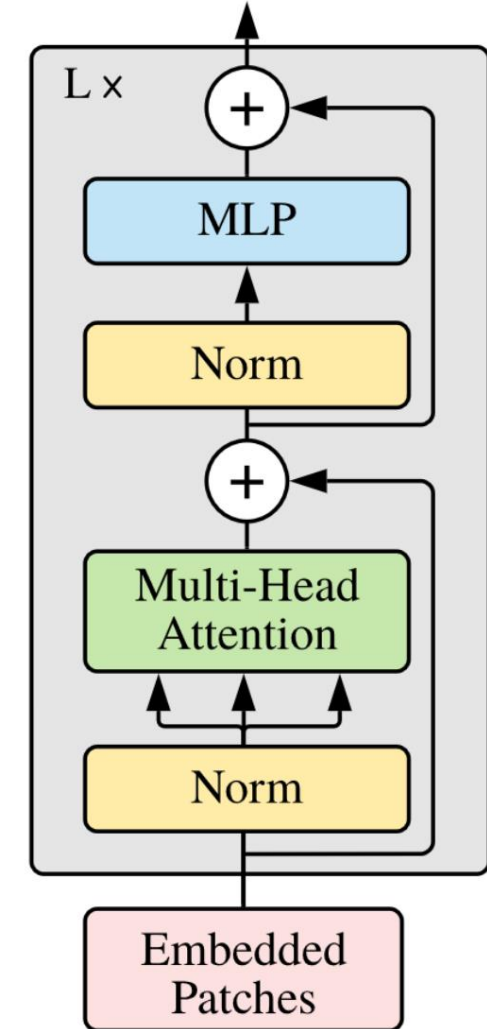 L ×
+
MLP
Norm
+
Multi-Head
Attention
Norm
Embedded
Patches